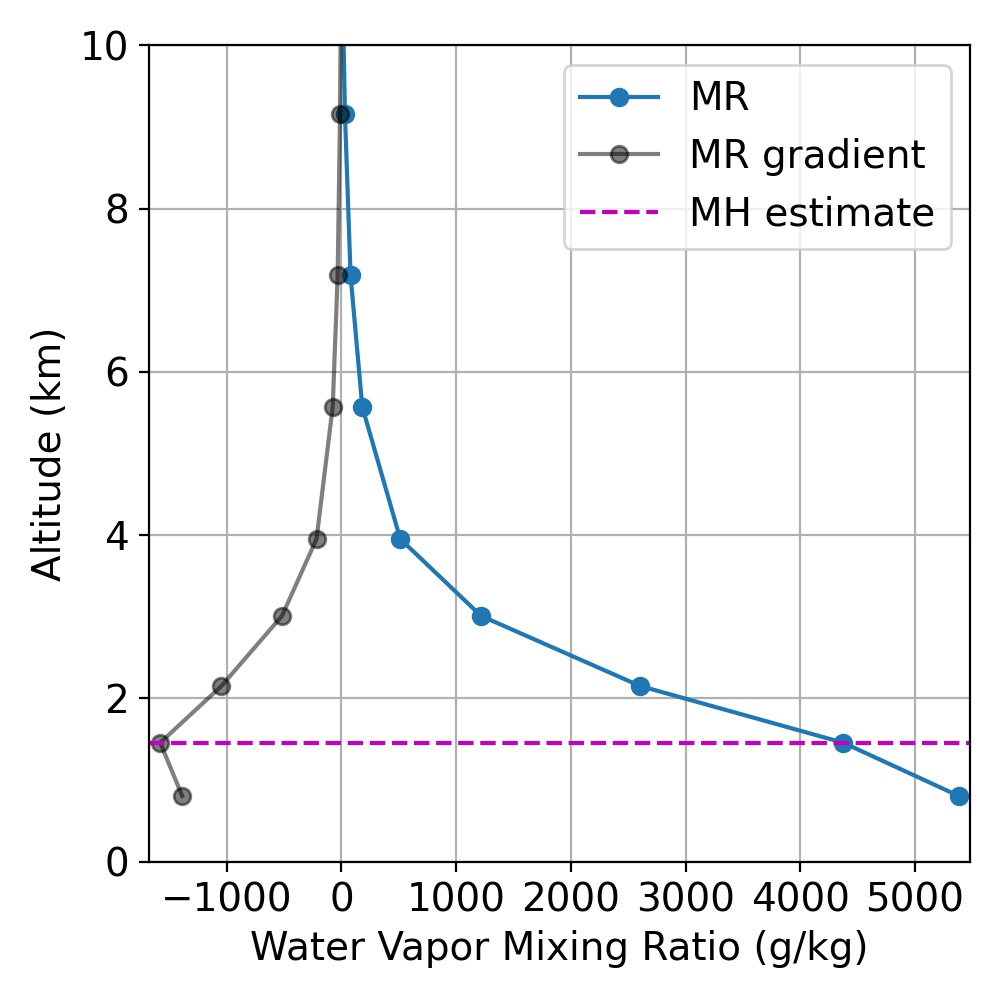 10
8
6
4
2
0
Altitude (km)
MR
MR gradient
MH estimate
−1000 0 1000 2000 3000 4000 5000
Water Vapor Mixing Ratio (g/kg)